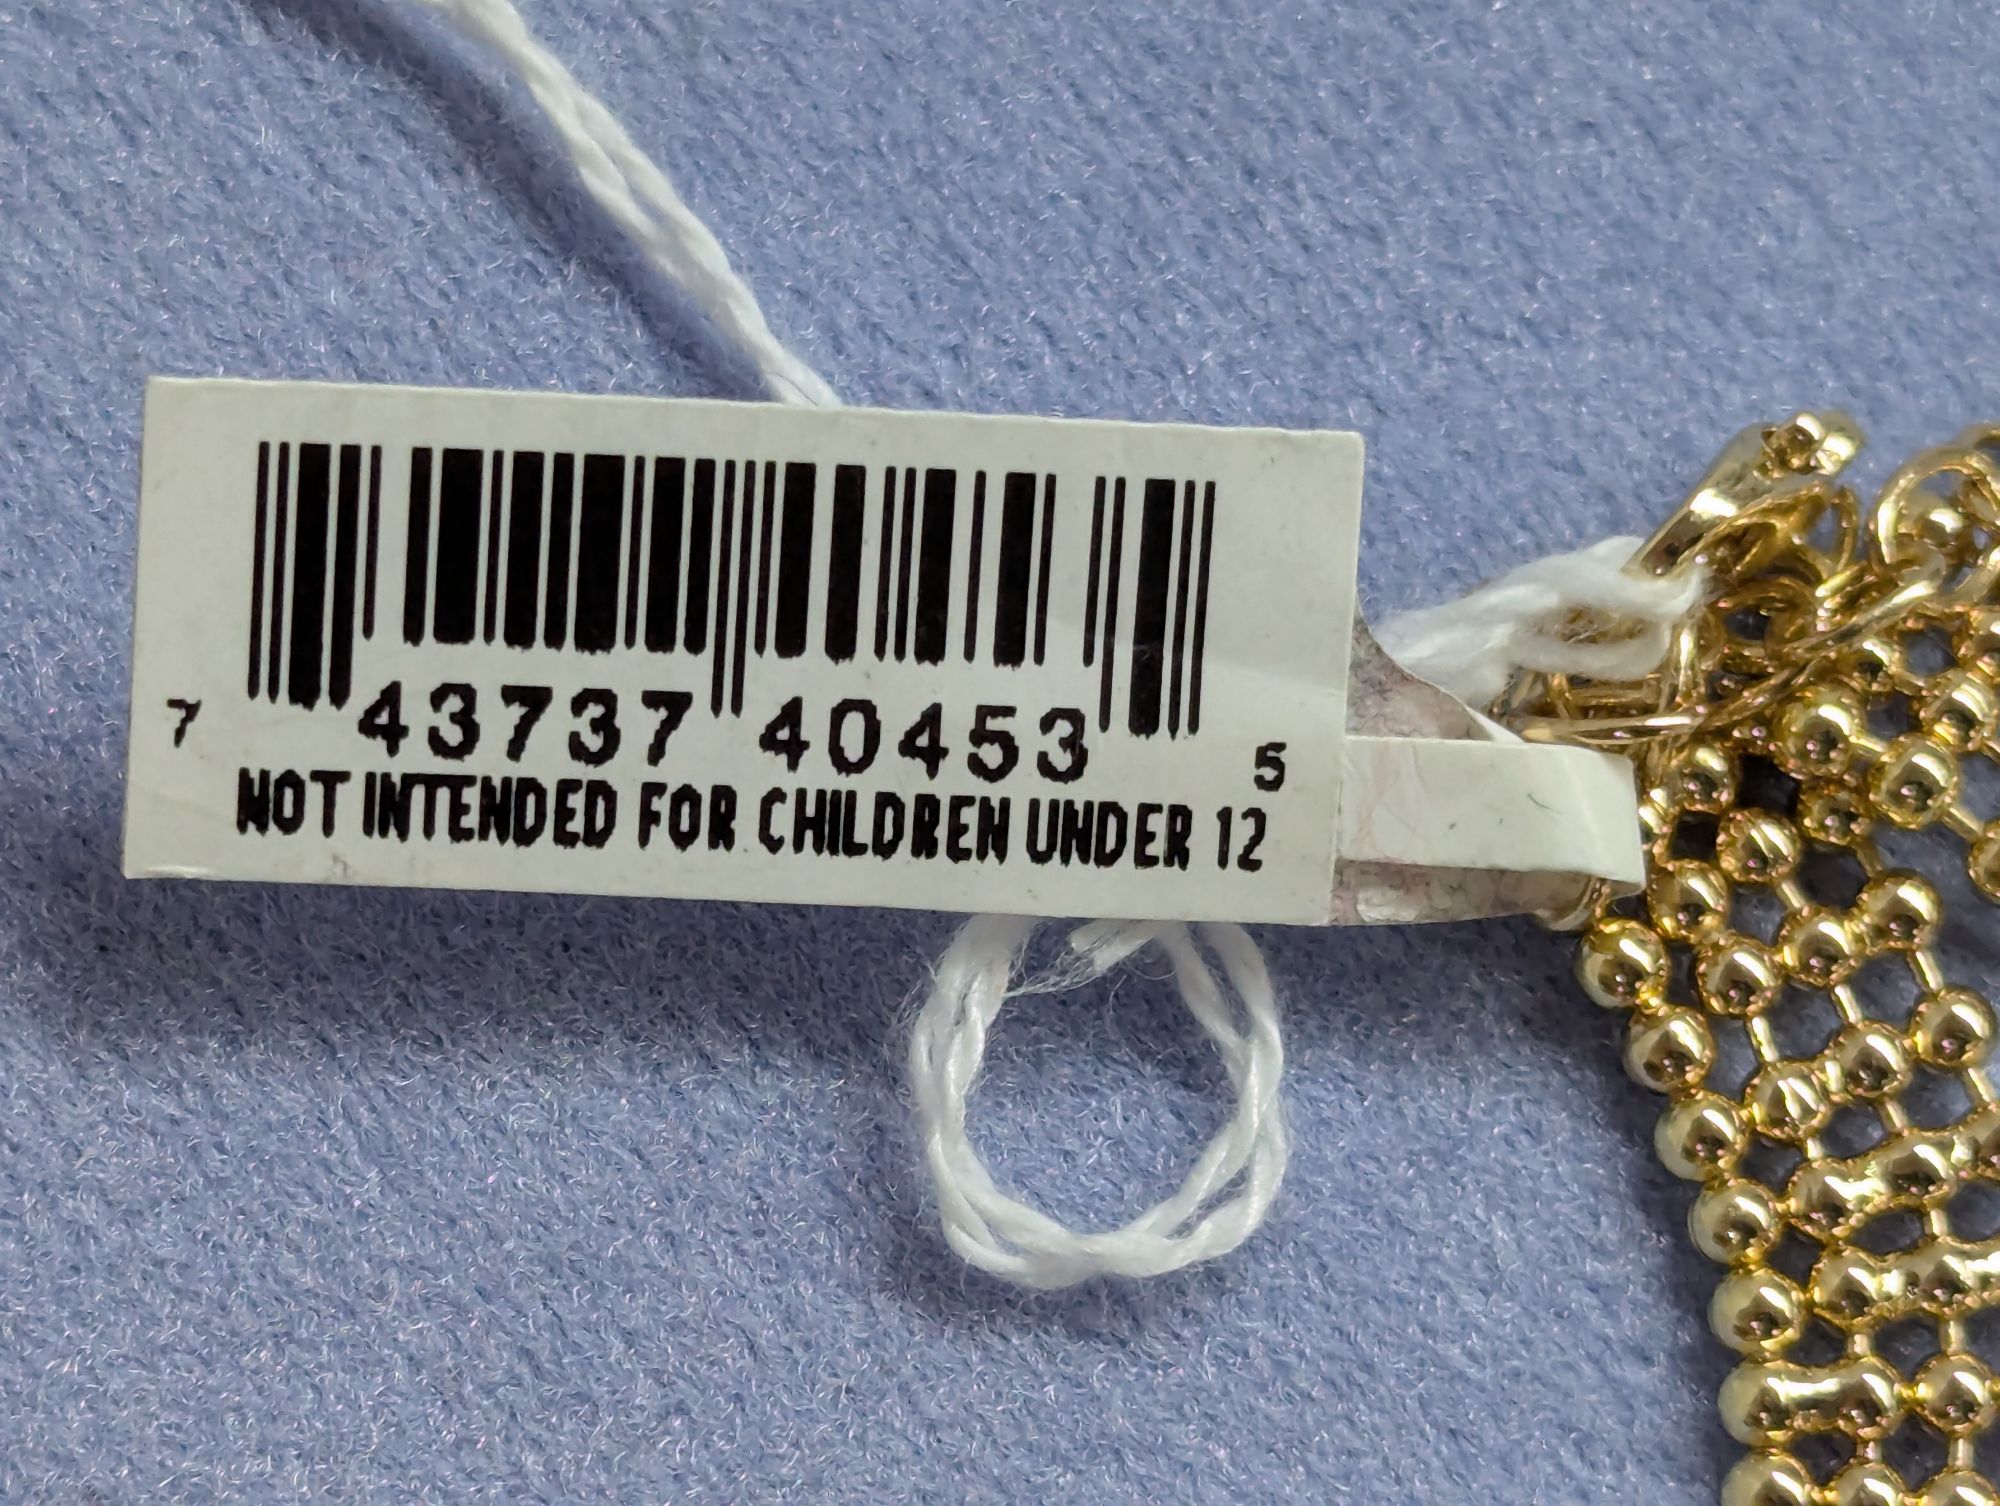 7 43737 40453 5
NOT INTENDED FOR CHILDREN UNDER 12